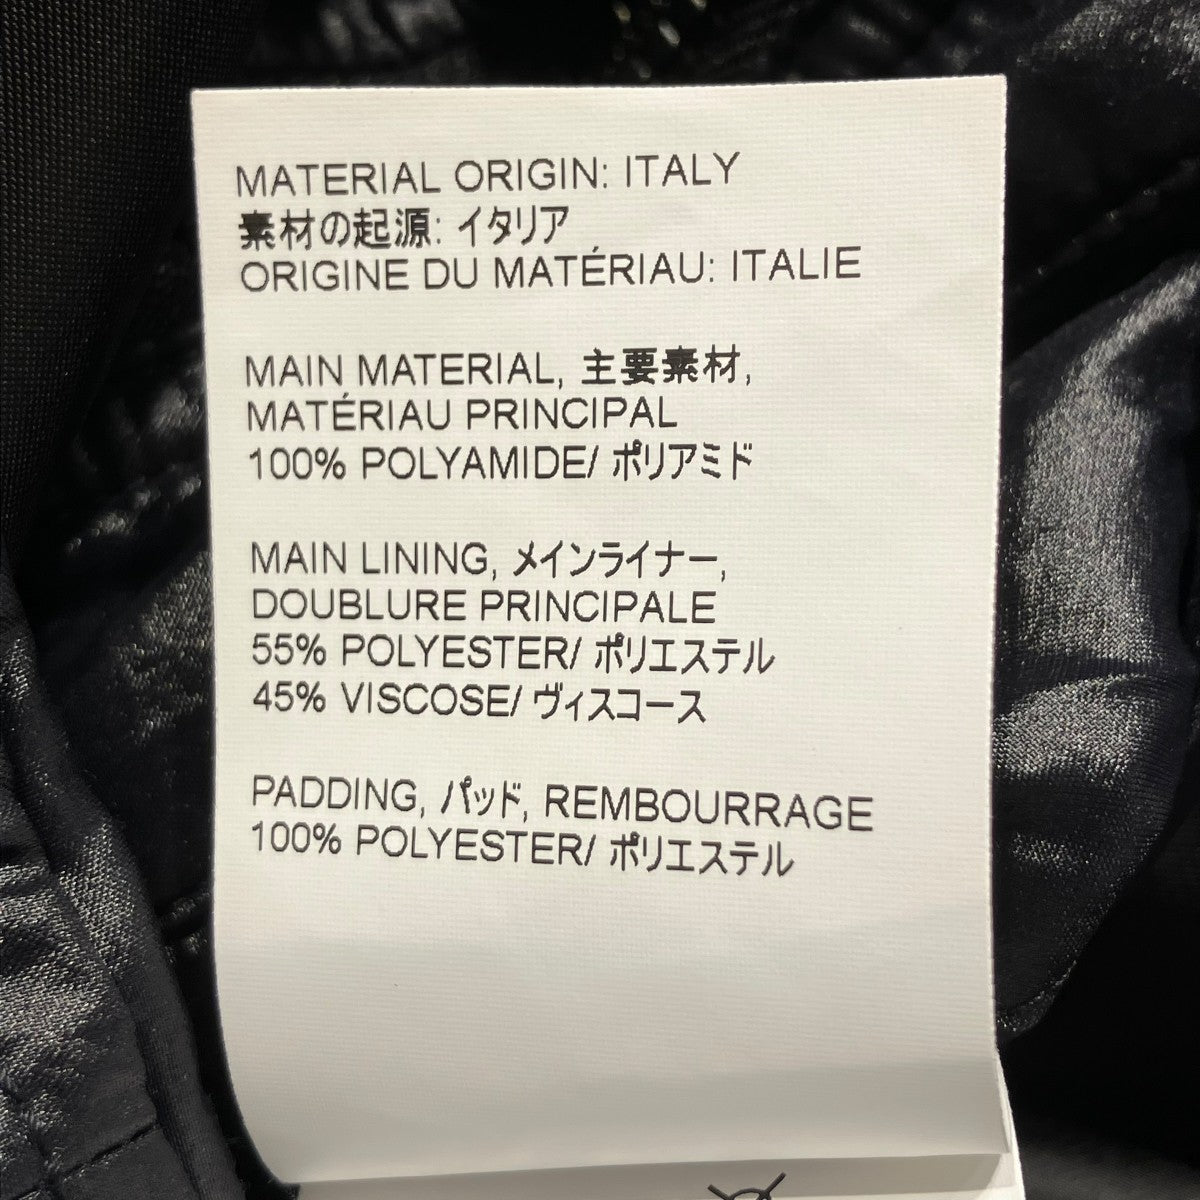 MATERIAL ORIGIN: ITALY
素材の起源: イタリア
ORIGINE DU MATÉRIAU: ITALIE
MAIN MATERIAL, 主要素材,
MATÉRIAU PRINCIPAL
100% POLYAMIDE/ ポリアミド
MAIN LINING, メインライナー,
DOUBLURE PRINCIPALE
55% POLYESTER/ ポリエステル
45% VISCOSE/ ヴィスコース
PADDING, パッド, REMBOURRAGE
100% POLYESTER/ ポリエステル